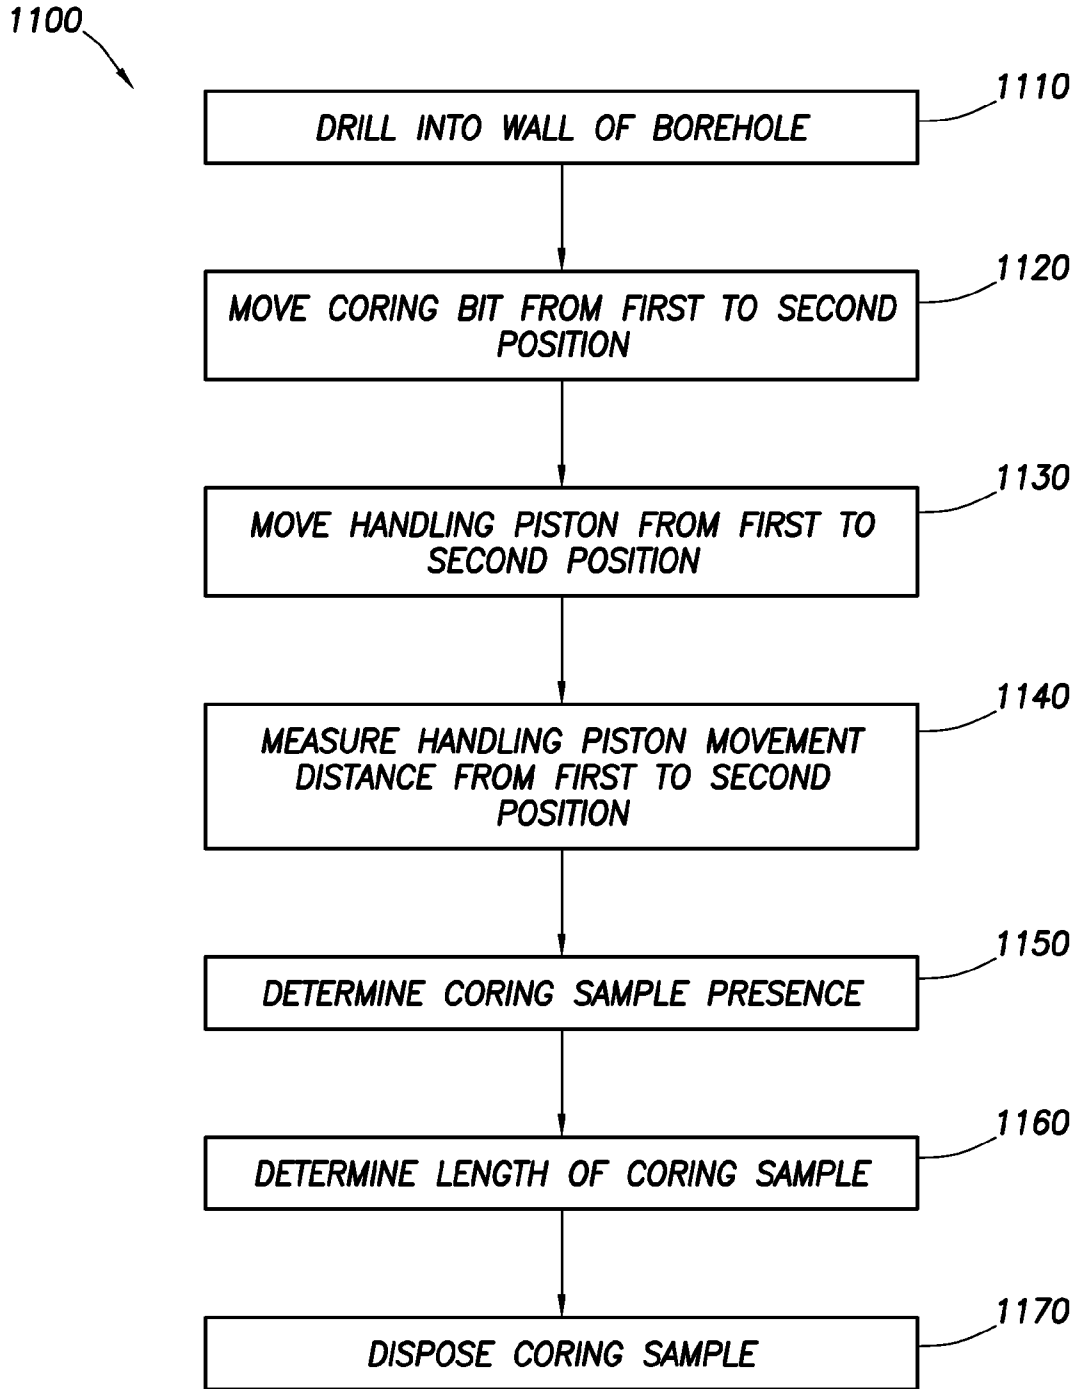 1100
1110
DRILL INTO WALL OF BOREHOLE
1120
MOVE CORING BIT FROM FIRST TO SECOND
POSITION
1130
MOVE HANDLING PISTON FROM FIRST TO
SECOND POSITION
1140
MEASURE HANDLING PISTON MOVEMENT
DISTANCE FROM FIRST TO SECOND
POSITION
1150
DETERMINE CORING SAMPLE PRESENCE
1160
DETERMINE LENGTH OF CORING SAMPLE
1170
DISPOSE CORING SAMPLE